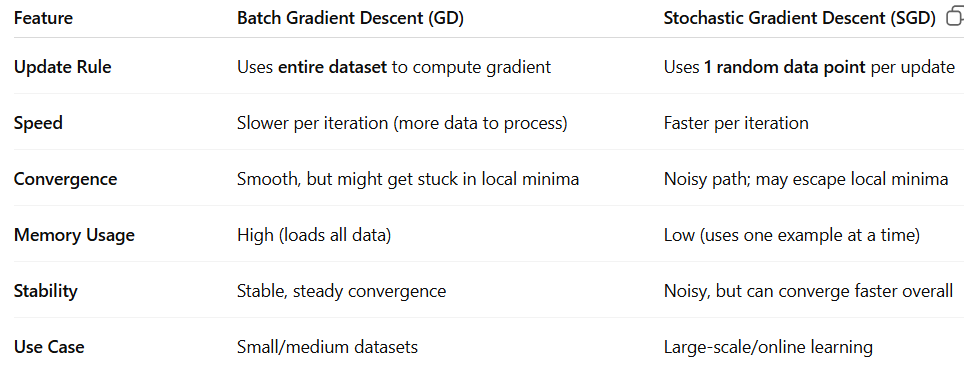 Feature Batch Gradient Descent (GD) Stochastic Gradient Descent (SGD)
Update Rule Uses entire dataset to compute gradient Uses 1 random data point per update
Speed Slower per iteration (more data to process) Faster per iteration
Convergence Smooth, but might get stuck in local minima Noisy path; may escape local minima
Memory Usage High (loads all data) Low (uses one example at a time)
Stability Stable, steady convergence Noisy, but can converge faster overall
Use Case Small/medium datasets Large-scale/online learning